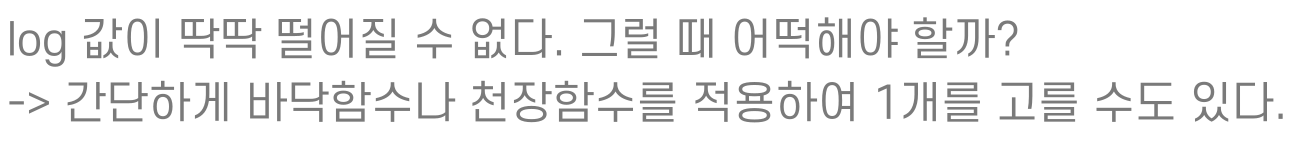 log 값이 딱딱 떨어질 수 없다. 그럴 때 어떡해야 할까?
-> 간단하게 바닥함수나 천장함수를 적용하여 1개를 고를 수도 있다.